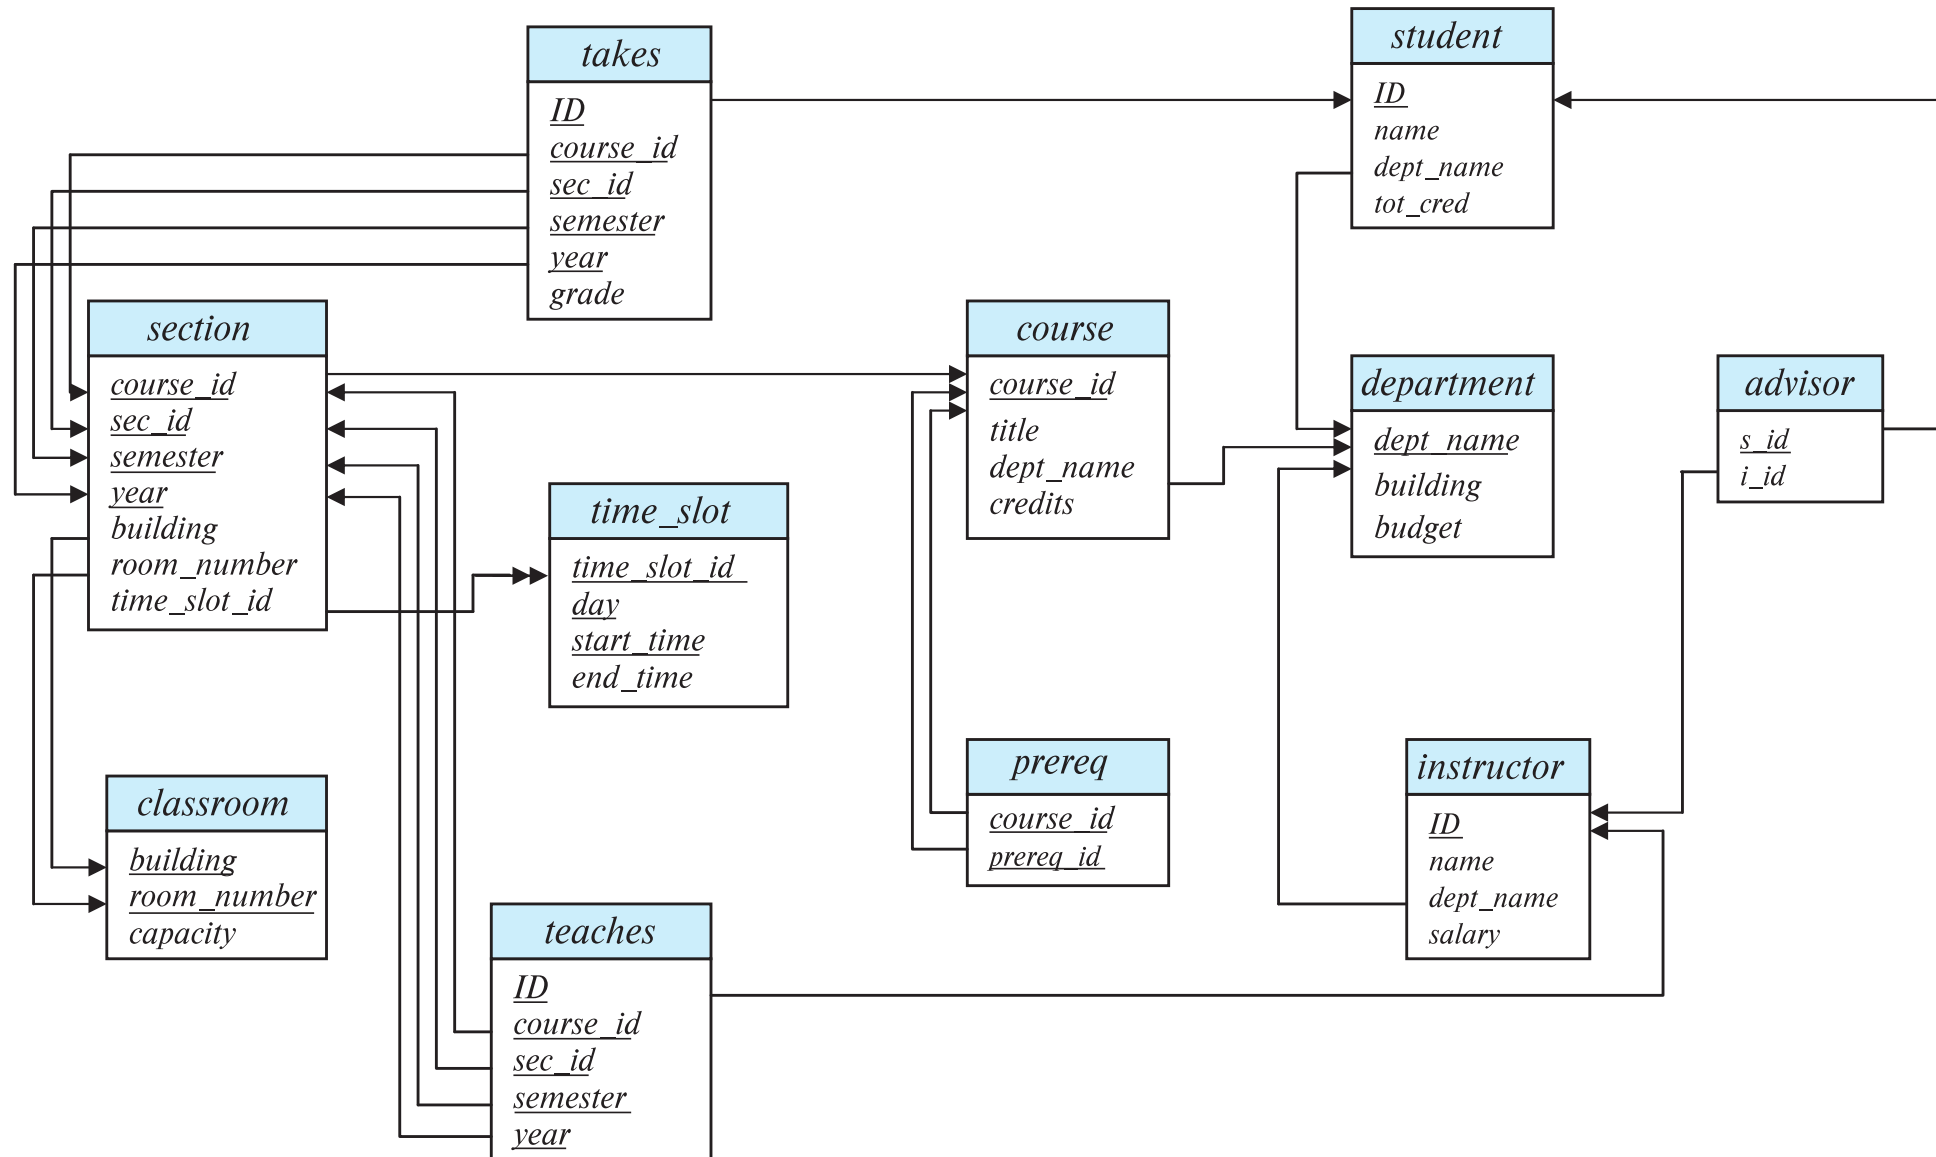 takes
ID
course_id
sec_id
semester
year
grade
student
ID
name
dept_name
tot_cred
section
course_id
sec_id
semester
year
building
room_number
time_slot_id
course
course_id
title
dept_name
credits
department
dept_name
building
budget
advisor
s_id
i_id
time_slot
time_slot_id
day
start_time
end_time
prereq
course_id
prereq_id
instructor
ID
name
dept_name
salary
classroom
building
room_number
capacity
teaches
ID
course_id
sec_id
semester
year